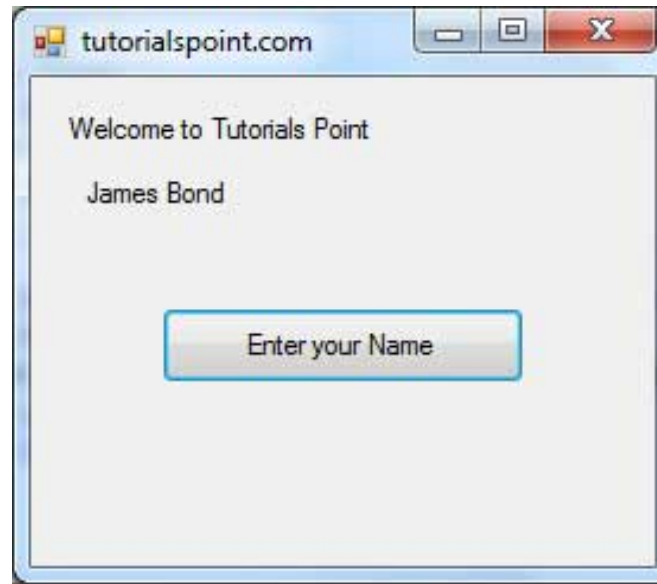 tutorialspoint.com
Welcome to Tutorials Point
James Bond
Enter your Name